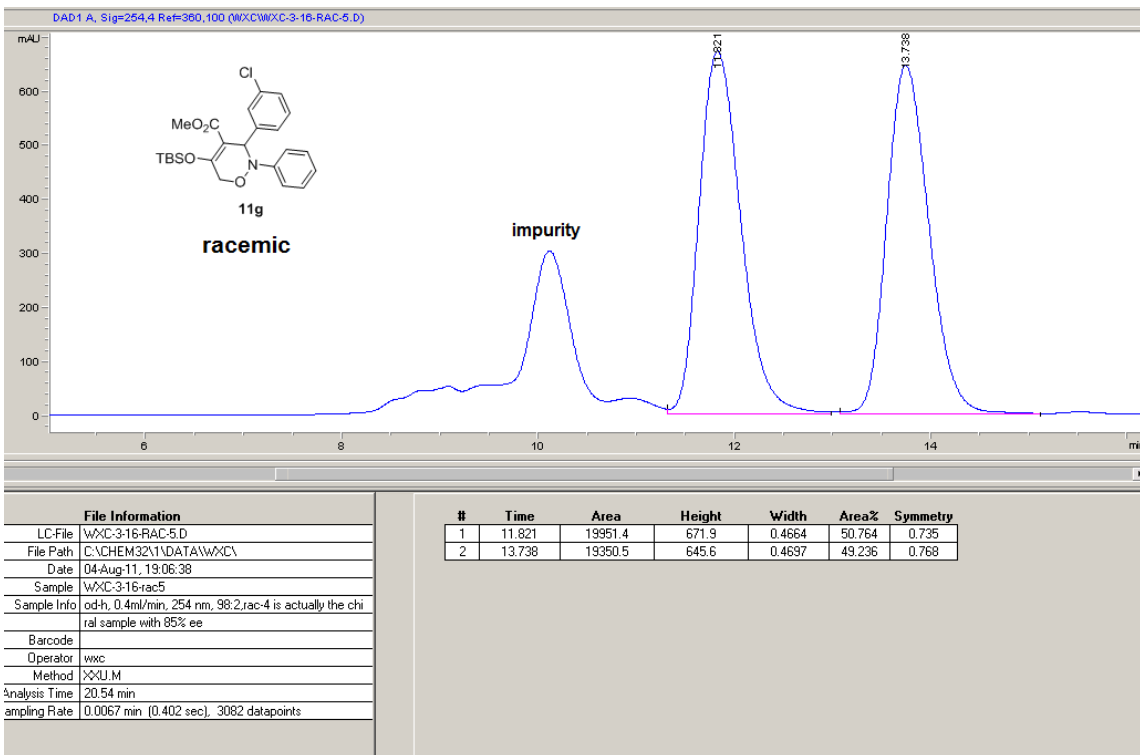 DAD1 A, Sig=254,4 Ref=360,100 (WXC\WXC-3-16-RAC-5.D)
mAU
600
500
400
300
200
100
0
11.821
13.738
Cl
MeO2C
TBSO
N
O
11g
racemic
impurity
6
8
10
12
14
File Information
LC-File WXC-3-16-RAC-5.D
File Path C:\CHEM32\1\DATA\WXC\
Date 04-Aug-11, 19:06:38
Sample WXC-3-16-rac5
Sample Info od-h, 0.4ml/min, 254 nm, 98:2,rac-4 is actually the chi
ral sample with 85% ee
Barcode
Operator wxc
Method XXU.M
Analysis Time 20.54 min
ampling Rate 0.0067 min (0.402 sec), 3082 datapoints
# Time Area Height Width Area% Symmetry
1 11.821 19951.4 671.9 0.4664 50.764 0.735
2 13.738 19350.5 645.6 0.4697 49.236 0.768